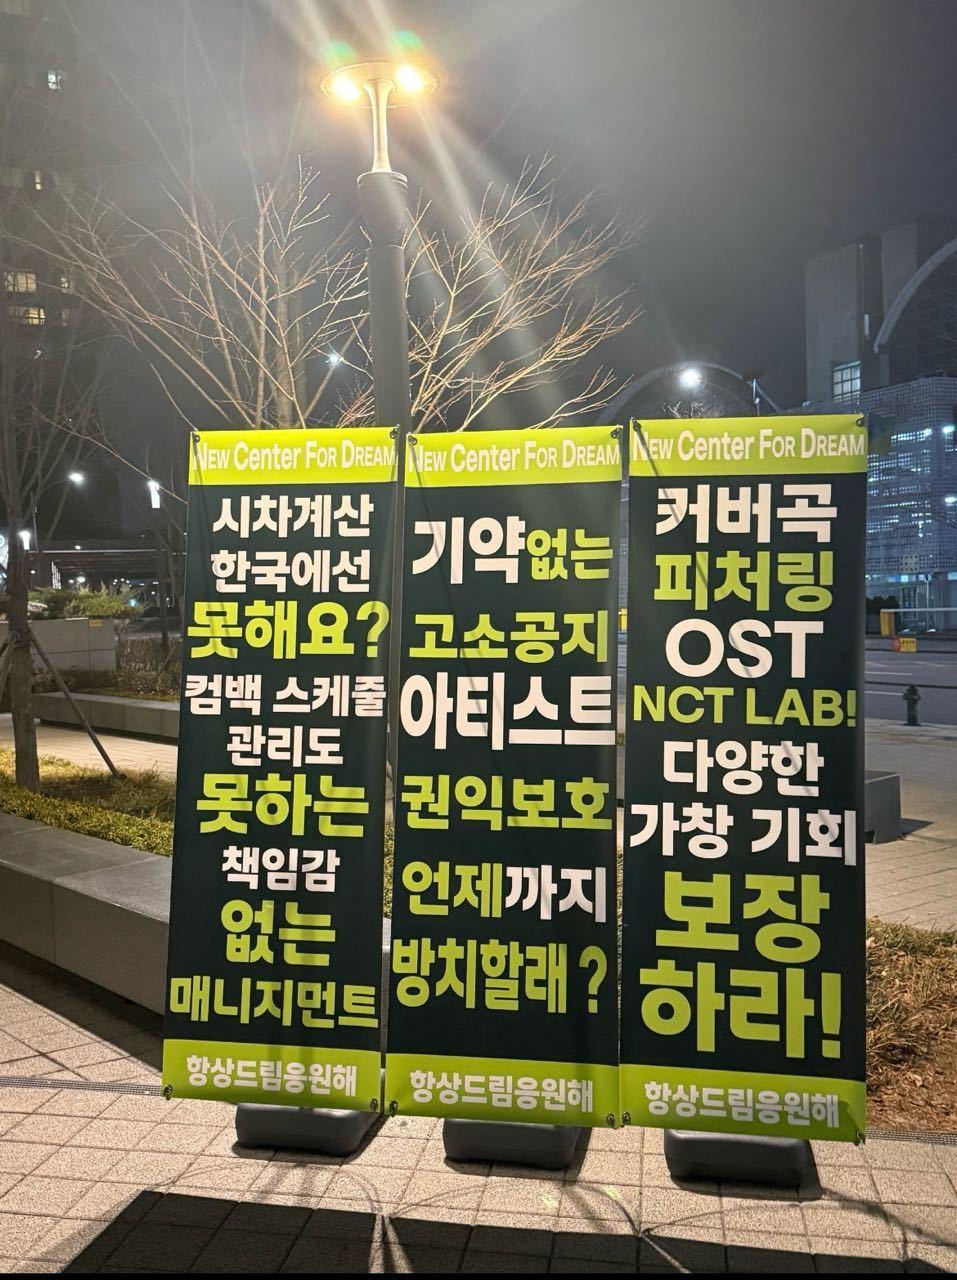 NEW Center FOR DREAM
시차계산
한국에선
못해요?
컴백 스케줄
관리도
못하는
책임감
없는
매니지먼트
항상드림응원해
NEW Center FOR DREAM
기약없는
고소공지
아티스트
권익보호
언제까지
방치할래 ?
항상드림응원해
NEW Center FOR DREAM
커버곡
피처링
OST
NCT LAB!
다양한
가창 기회
보장
하라!
항상드림응원해